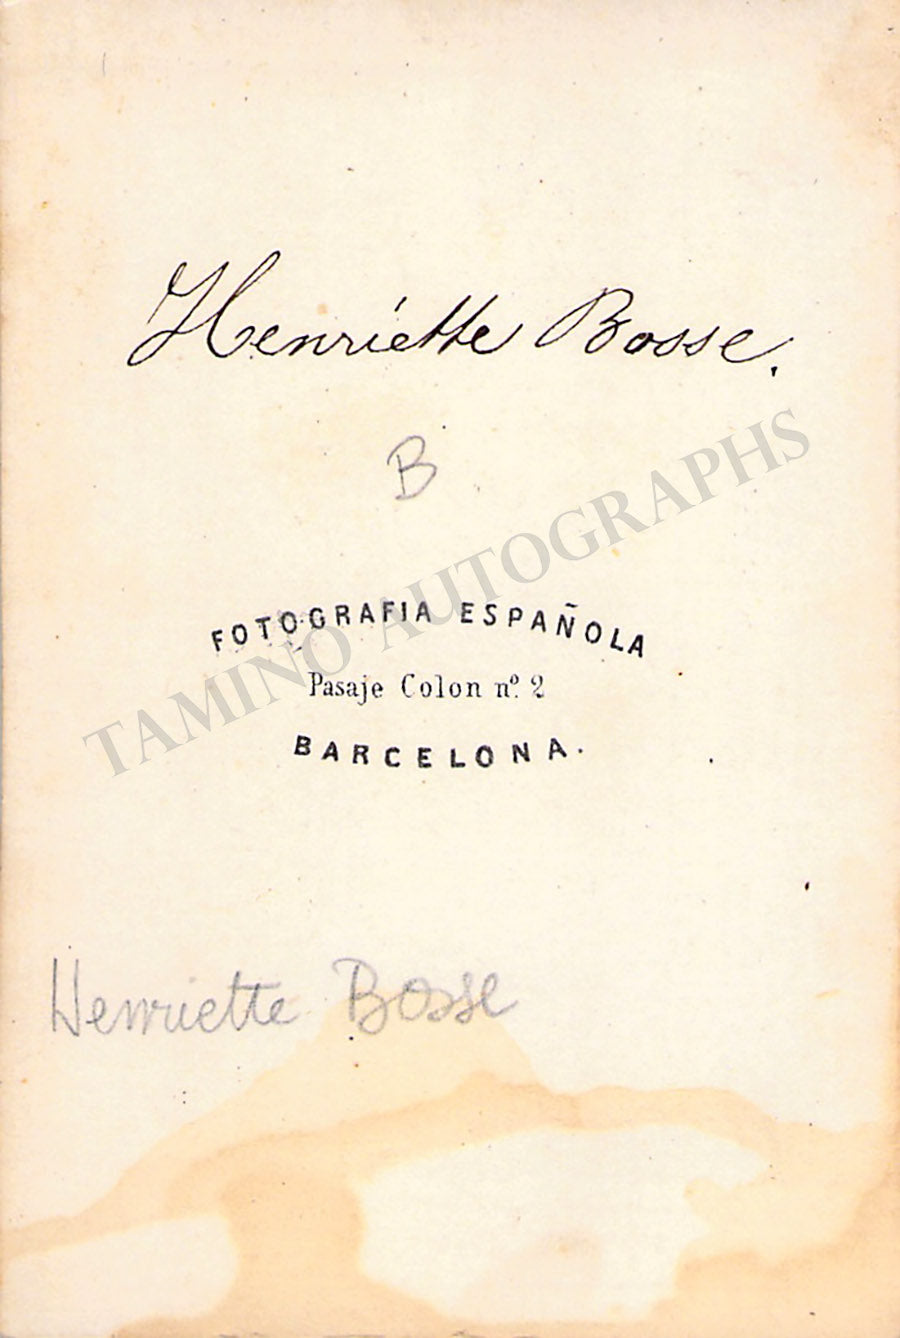 Henriette Bosse.
B
TAMINO AUTOGRAPHS
FOTOGRAFIA ESPAÑOLA
Pasaje Colon nº. 2
BARCELONA.
Henriette Bosse